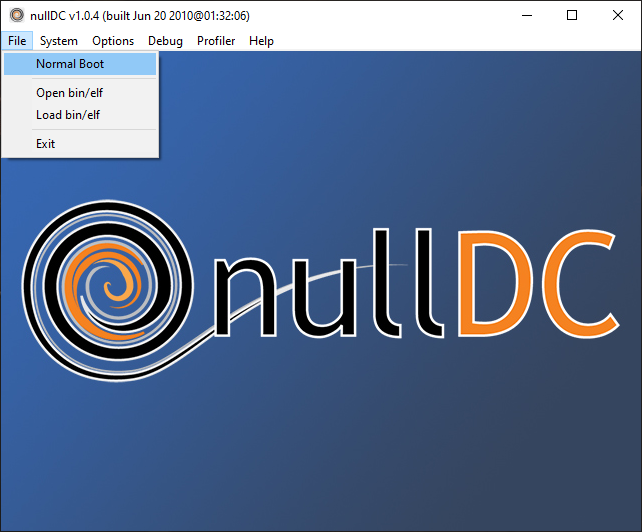 nullDC v1.0.4 (built Jun 20 2010@01:32:06)
File System Options Debug Profiler Help
Normal Boot
Open bin/elf
Load bin/elf
Exit
nullDC